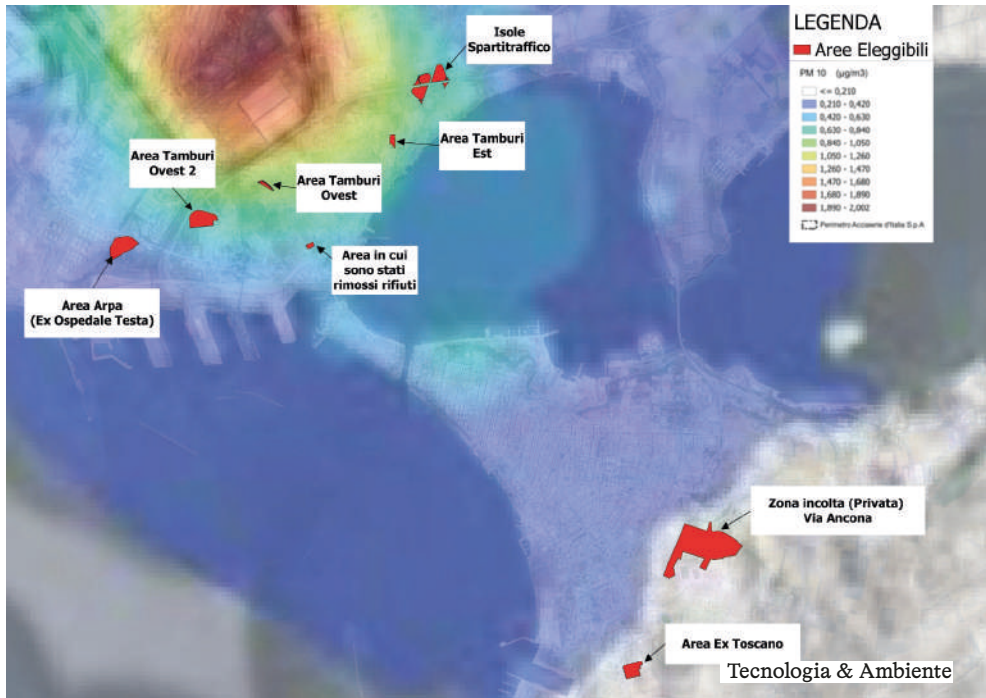 Isole
Spartitraffico
LEGENDA
Aree Eleggibili
PM 10 (µg/m3)
<= 0,210
0,210 - 0,420
0,420 - 0,630
0,630 - 0,840
0,840 - 1,050
1,050 - 1,260
1,260 - 1,470
1,470 - 1,680
1,680 - 1,890
1,890 - 2,002
Perimetro Acciaierie d'Italia S.p.A
Area Tamburi
Est
Area Tamburi
Ovest 2
Area Tamburi
Ovest
Area in cui
sono stati
rimossi rifiuti
Area Arpa
(Ex Ospedale Testa)
Zona incolta (Privata)
Via Ancona
Area Ex Toscano
Tecnologia & Ambiente